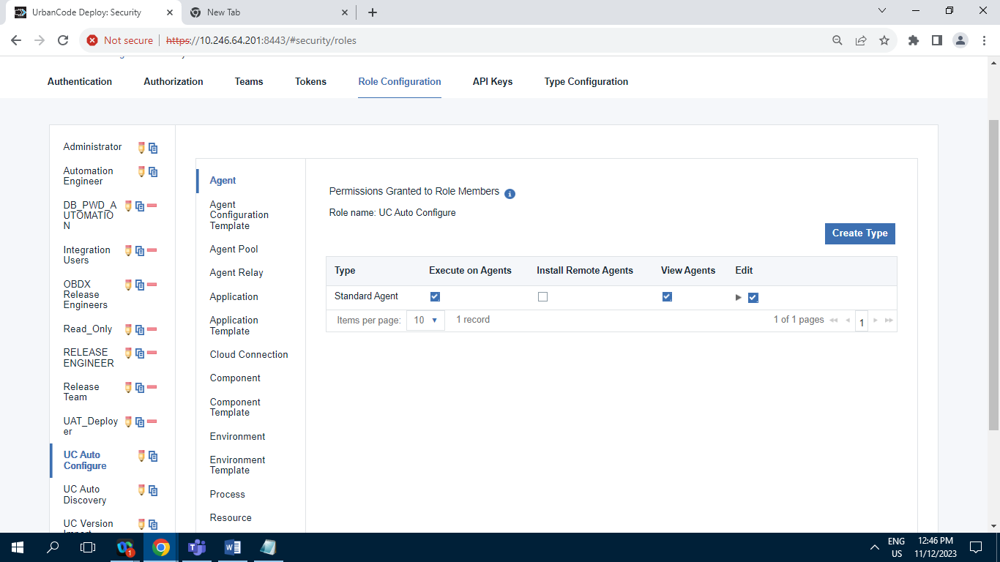 UrbanCode Deploy: Security
New Tab
Not secure
https://10.246.64.201:8443/#security/roles
Authentication Authorization Teams Tokens Role Configuration API Keys Type Configuration
Administrator
Automation
Engineer
DB_PWD_A
UTOMATIO
N
Integration
Users
OBDX
Release
Engineers
Read_Only
RELEASE
ENGINEER
Release
Team
UAT_Deploy
er
UC Auto
Configure
UC Auto
Discovery
UC Version
Agent
Agent
Configuration
Template
Agent Pool
Agent Relay
Application
Application
Template
Cloud Connection
Component
Component
Template
Environment
Environment
Template
Process
Resource
Permissions Granted to Role Members
Role name: UC Auto Configure
Create Type
Type Execute on Agents Install Remote Agents View Agents Edit
Standard Agent
Items per page: 10 1 record 1 of 1 pages 1
1
ENG 12:46 PM
US 11/12/2023